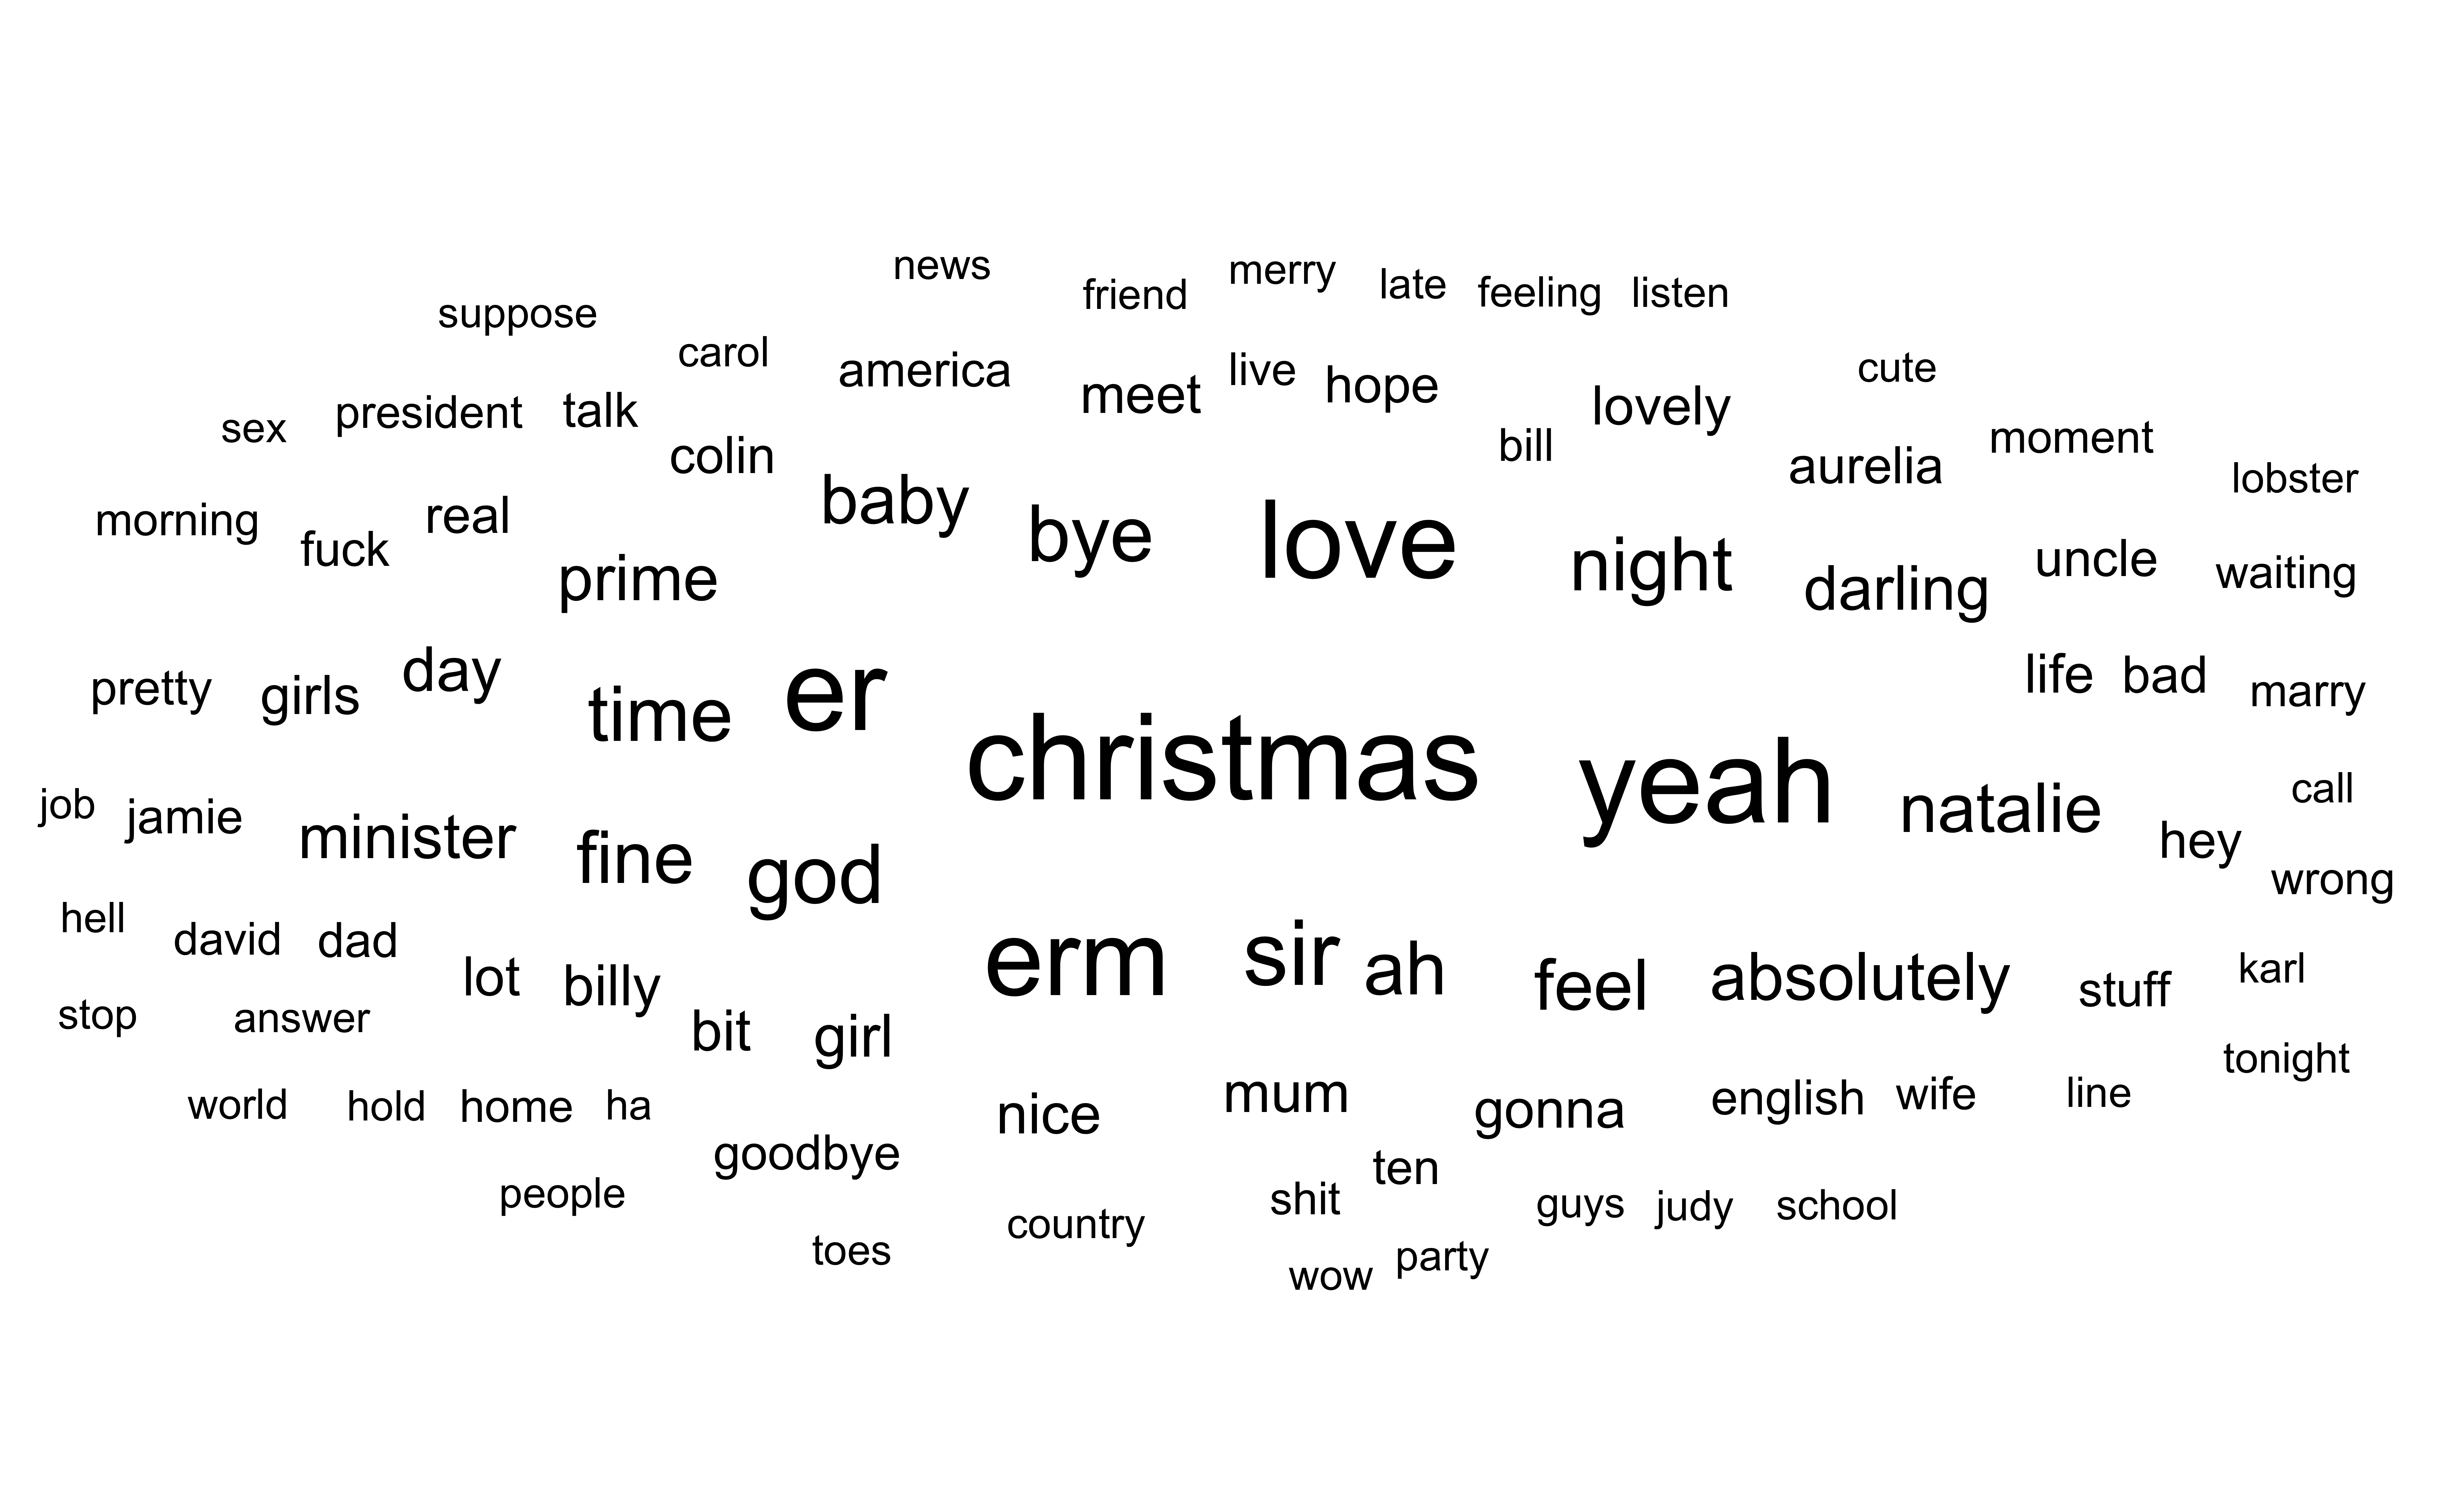 news
friend merry late feeling listen
suppose
carol america meet live hope lovely cute
sex president talk
colin bill aurelia moment lobster
morning fuck real baby bye love night darling uncle waiting
prime
pretty girls day time er life bad marry
job jamie minister fine god christmas yeah natalie hey call
wrong
hell david dad lot billy erm sir ah feel absolutely stuff karl
stop answer bit girl tonight
world hold home ha nice mum gonna english wife line
goodbye ten
people country shit guys judy school
toes wow party